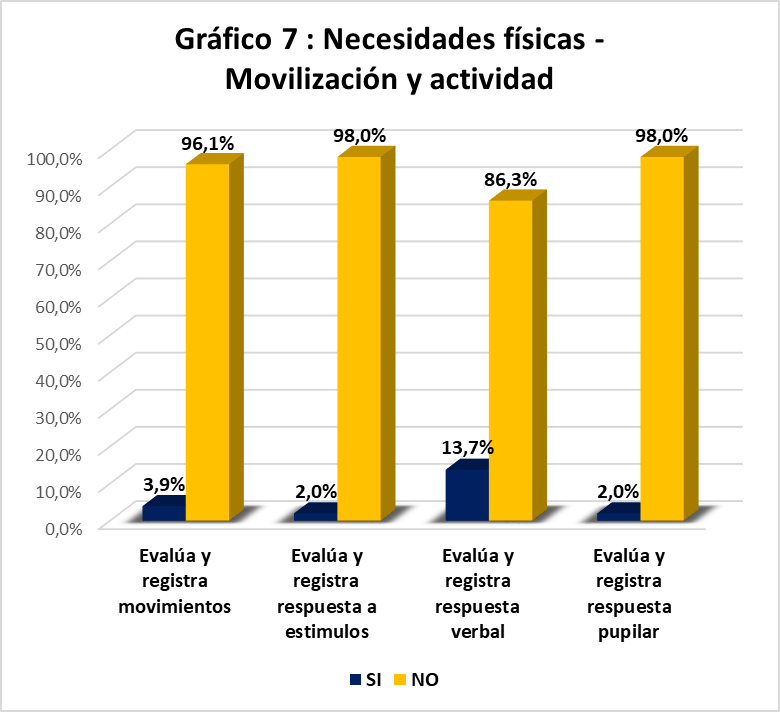 Gráfico 7 : Necesidades físicas -
Movilización y actividad
100,0%
90,0%
80,0%
70,0%
60,0%
50,0%
40,0%
30,0%
20,0%
10,0%
0,0%
3,9%
96,1%
2,0%
98,0%
13,7%
86,3%
2,0%
98,0%
Evalúa y
registra
movimientos
Evalúa y
registra
respuesta a
estimulos
Evalúa y
registra
respuesta
verbal
Evalúa y
registra
respuesta
pupilar
SI NO